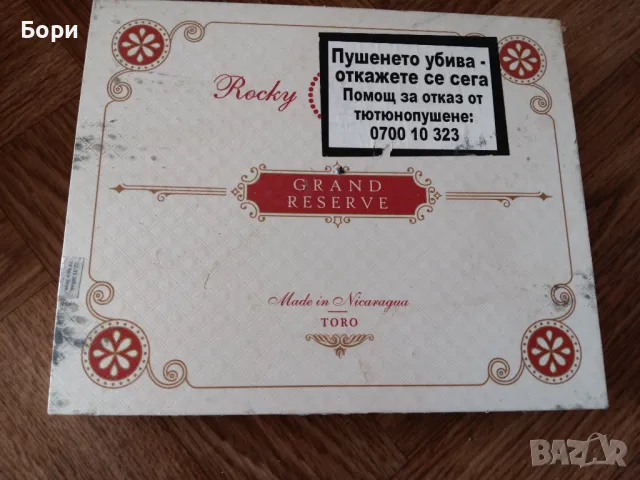 Бори
Пушенето убива -
откажете се сега
Помощ за отказ от
тютюнопушене:
0700 10 323
Rocky
GRAND
RESERVE
Made in Nicaragua
TORO
BAZAR